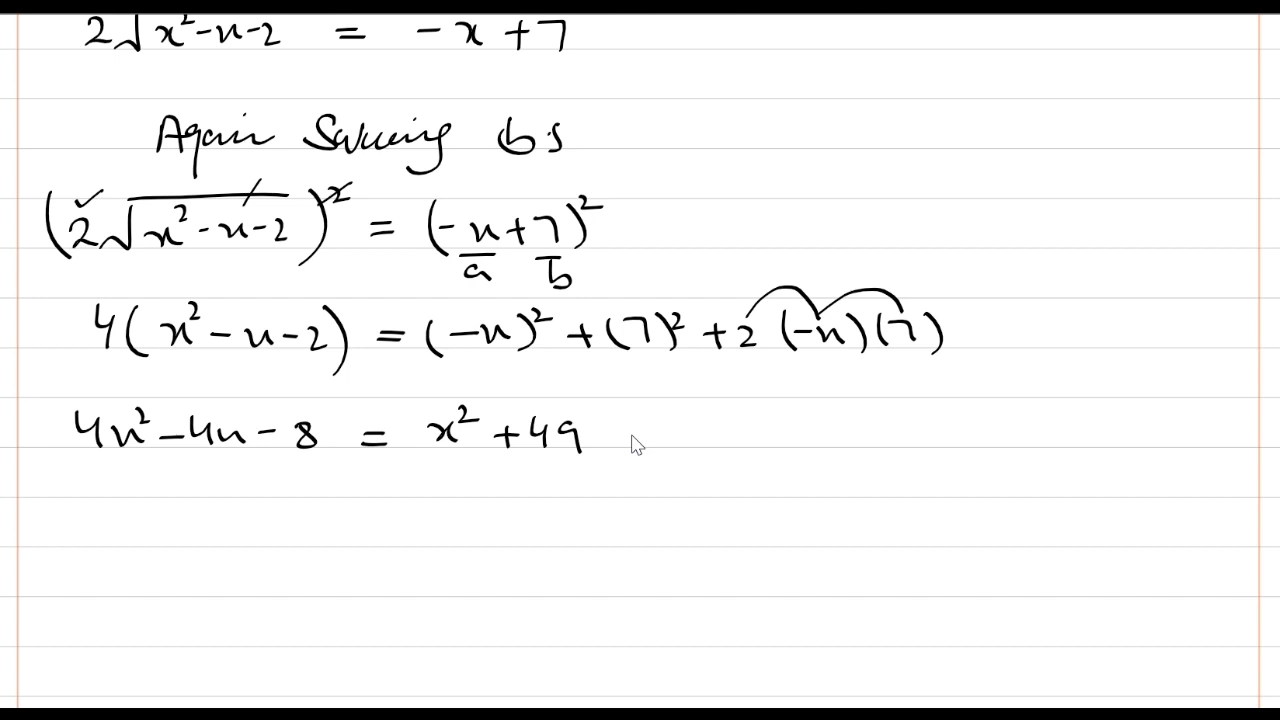 2√x²-x-2 = -x+7
Again Squaring bs
(2√x²-x-2)² = (-x+7)²
a b
4(x²-x-2) = (-x)²+(7)²+2(-x)(7)
4x²-4x-8 = x²+49